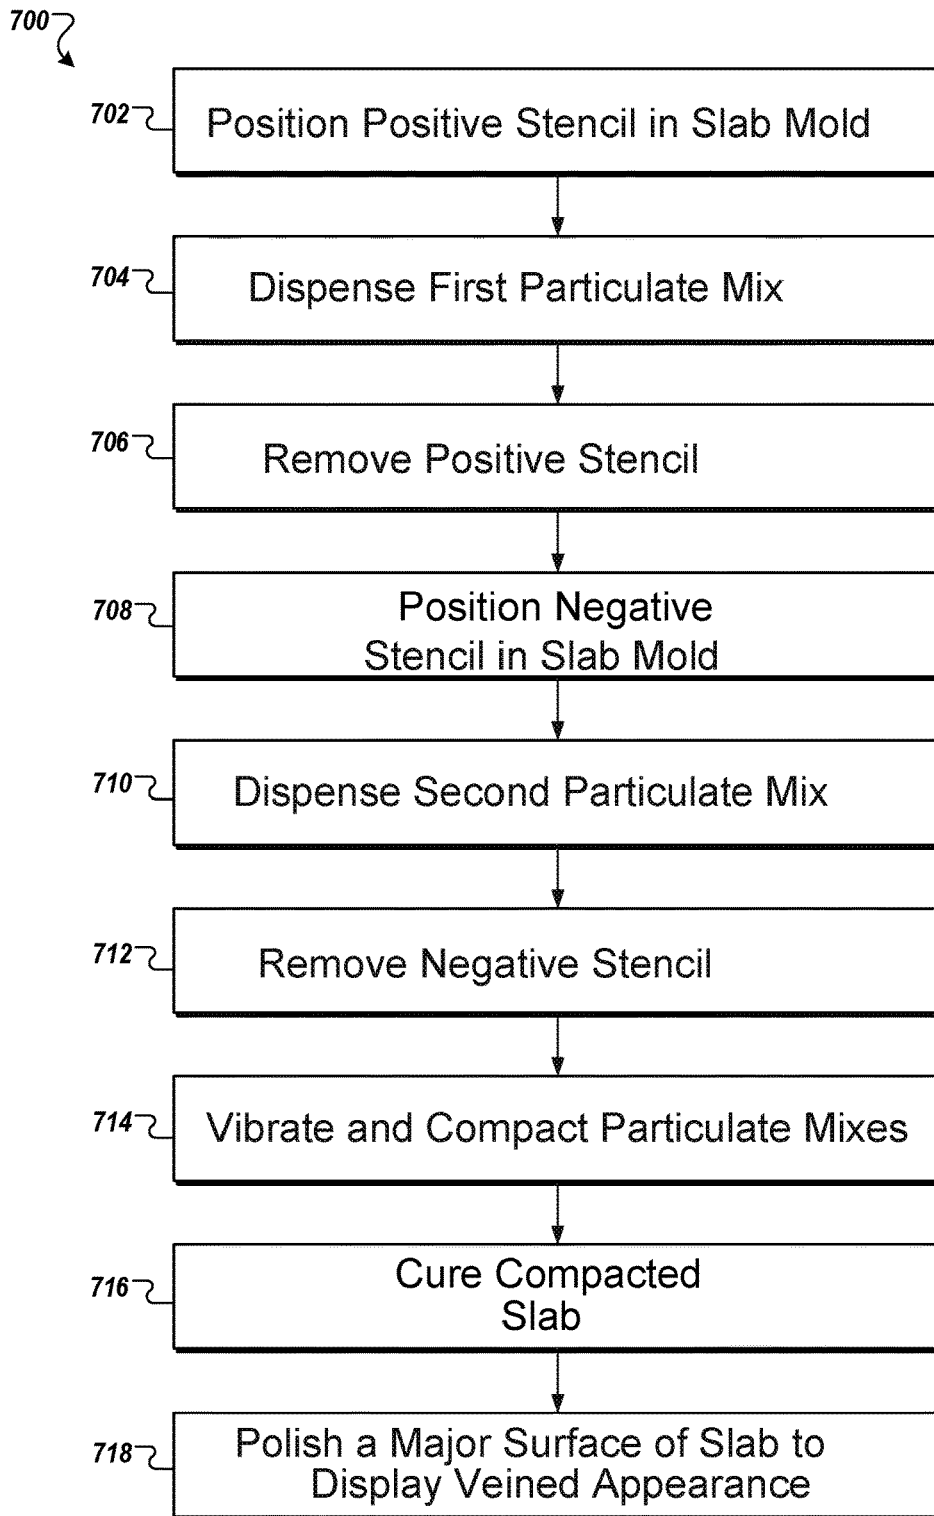 700
702
Position Positive Stencil in Slab Mold
704
Dispense First Particulate Mix
706
Remove Positive Stencil
708
Position Negative
Stencil in Slab Mold
710
Dispense Second Particulate Mix
712
Remove Negative Stencil
714
Vibrate and Compact Particulate Mixes
716
Cure Compacted
Slab
718
Polish a Major Surface of Slab to
Display Veined Appearance